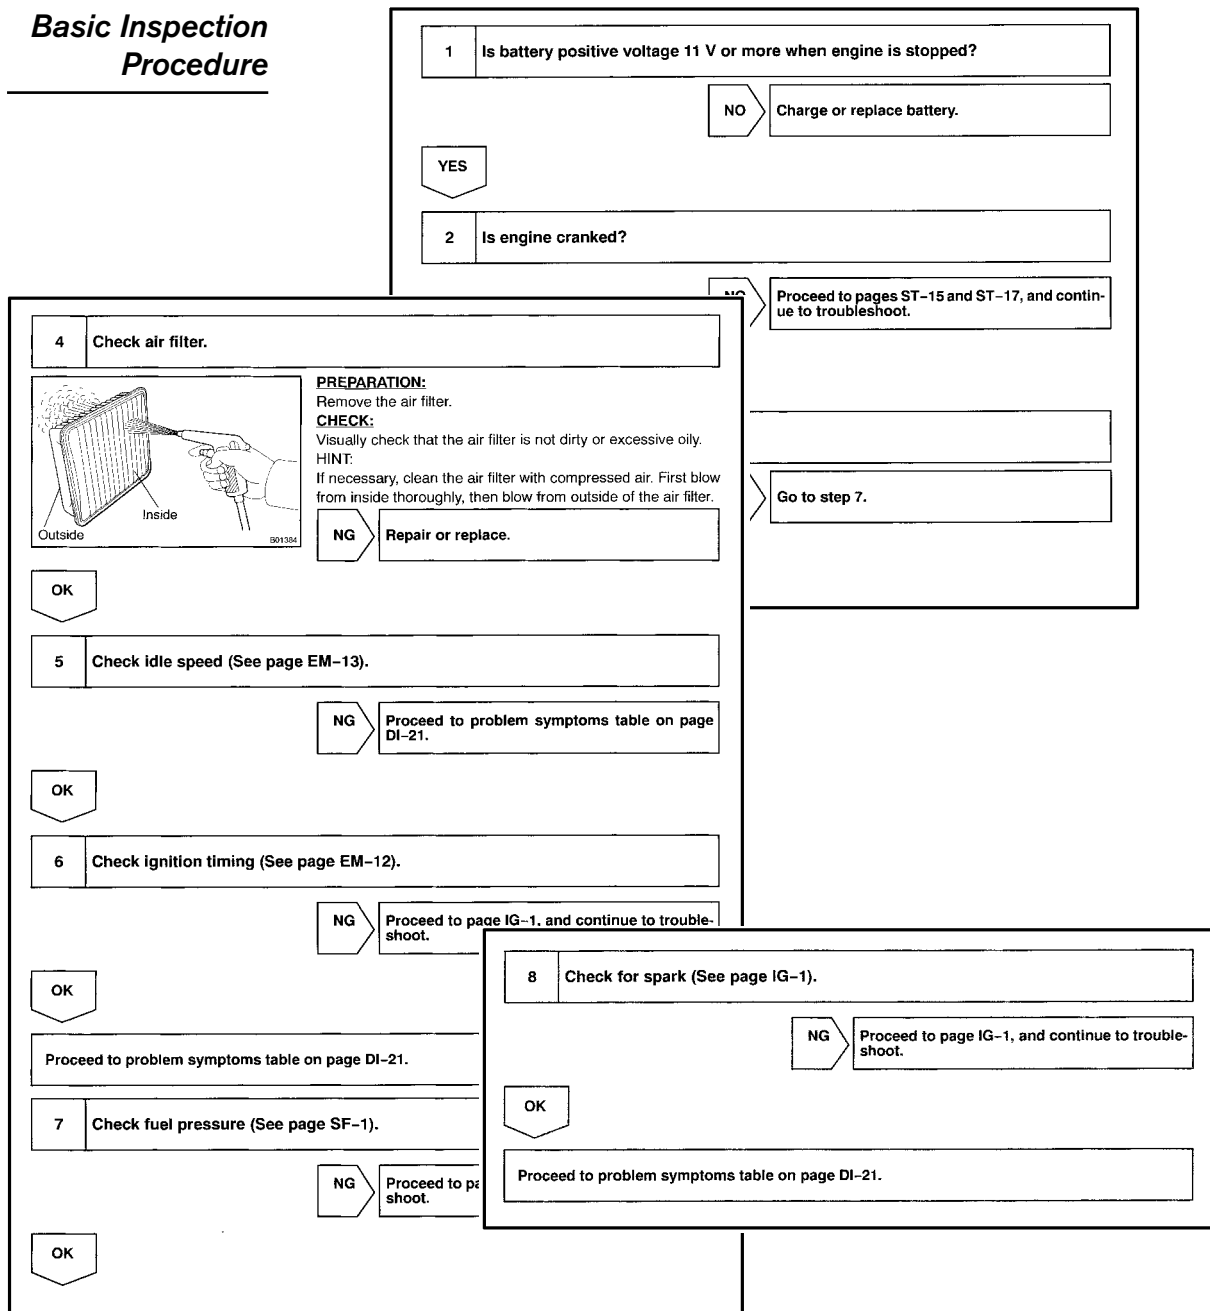 Basic Inspection
Procedure
1 Is battery positive voltage 11 V or more when engine is stopped?
NO Charge or replace battery.
YES
2 Is engine cranked?
Proceed to pages ST–15 and ST–17, and contin-
ue to troubleshoot.
Go to step 7.
4 Check air filter.
PREPARATION:
Remove the air filter.
CHECK:
Visually check that the air filter is not dirty or excessive oily.
HINT:
If necessary, clean the air filter with compressed air. First blow
from inside thoroughly, then blow from outside of the air filter.
Inside
Outside
B01384
NG Repair or replace.
OK
5 Check idle speed (See page EM–13).
NG Proceed to problem symptoms table on page
DI–21.
OK
6 Check ignition timing (See page EM–12).
NG Proceed to page IG–1, and continue to trouble-
shoot.
OK
Proceed to problem symptoms table on page DI–21.
7 Check fuel pressure (See page SF–1).
NG Proceed to
shoot.
OK
8 Check for spark (See page IG–1).
NG Proceed to page IG–1, and continue to trouble-
shoot.
OK
Proceed to problem symptoms table on page DI–21.